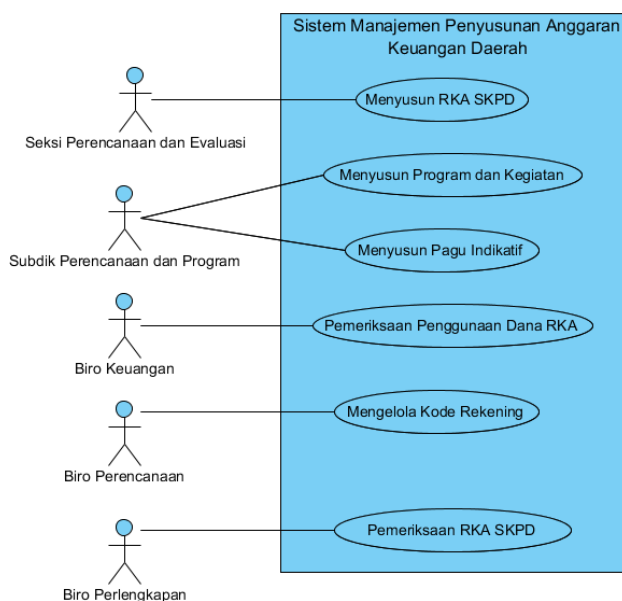 Sistem Manajemen Penyusunan Anggaran
Keuangan Daerah
Menyusun RKA SKPD
Seksi Perencanaan dan Evaluasi
Menyusun Program dan Kegiatan
Menyusun Pagu Indikatif
Subdik Perencanaan dan Program
Pemeriksaan Penggunaan Dana RKA
Biro Keuangan
Mengelola Kode Rekening
Biro Perencanaan
Pemeriksaan RKA SKPD
Biro Perlengkapan